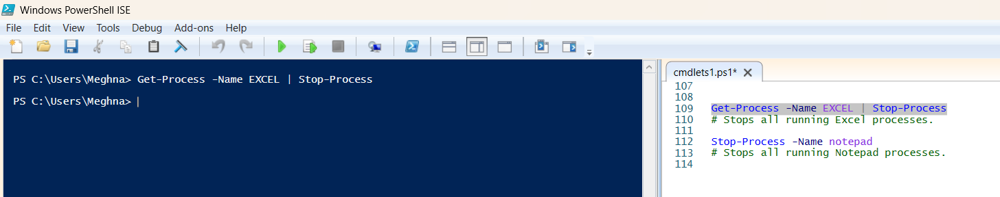 Windows PowerShell ISE
File Edit View Tools Debug Add-ons Help
PS C:\Users\Meghna> Get-Process -Name EXCEL | Stop-Process
PS C:\Users\Meghna>
cmdlets1.ps1*
107
108
109 Get-Process -Name EXCEL | Stop-Process
110 # Stops all running Excel processes.
111
112 Stop-Process -Name notepad
113 # Stops all running Notepad processes.
114